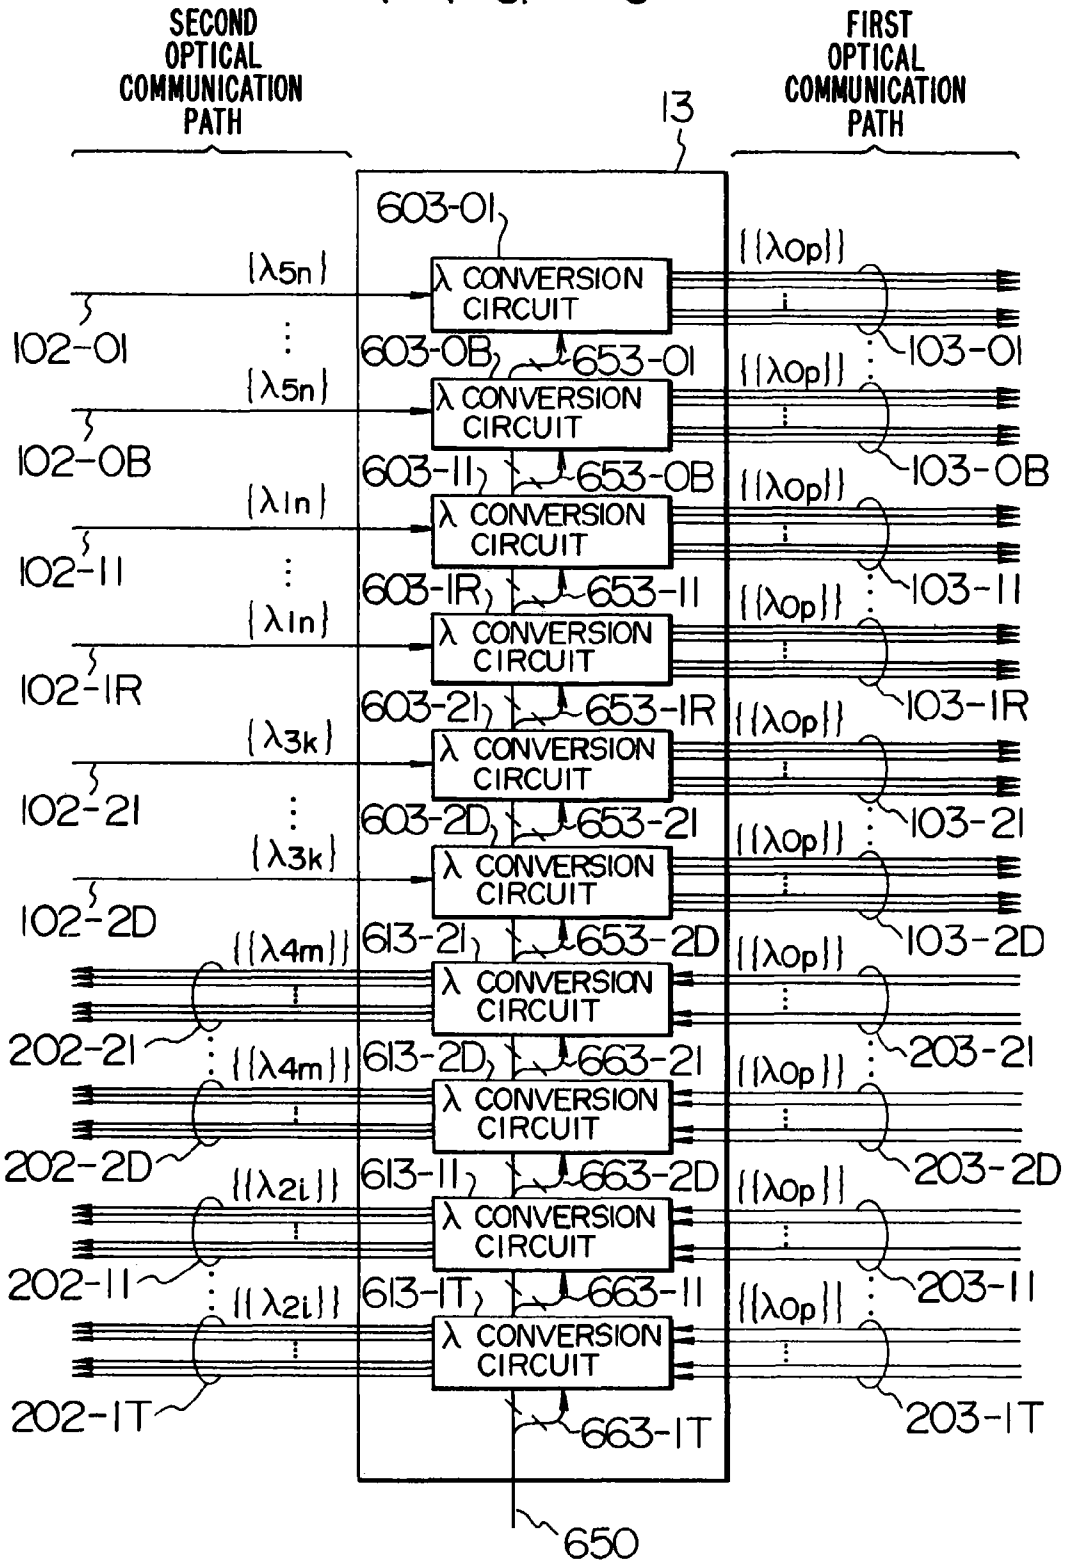 SECOND
OPTICAL
COMMUNICATION
PATH
FIRST
OPTICAL
COMMUNICATION
PATH
13
603-01
{λ5n}
λ CONVERSION
CIRCUIT
{{λ0p}}
102-01
603-0B
653-01
103-01
{λ5n}
λ CONVERSION
CIRCUIT
{{λ0p}}
102-0B
603-11
653-0B
103-0B
{λ1n}
λ CONVERSION
CIRCUIT
{{λ0p}}
102-11
603-1R
653-11
103-11
{λ1n}
λ CONVERSION
CIRCUIT
{{λ0p}}
102-1R
603-21
653-1R
103-1R
{λ3k}
λ CONVERSION
CIRCUIT
{{λ0p}}
102-21
603-2D
653-21
103-21
{λ3k}
λ CONVERSION
CIRCUIT
{{λ0p}}
102-2D
613-21
653-2D
103-2D
{{λ4m}}
λ CONVERSION
CIRCUIT
{{λ0p}}
202-21
613-2D
663-21
203-21
{{λ4m}}
λ CONVERSION
CIRCUIT
{{λ0p}}
202-2D
613-11
663-2D
203-2D
{{λ2i}}
λ CONVERSION
CIRCUIT
{{λ0p}}
202-11
613-1T
663-11
203-11
{{λ2i}}
λ CONVERSION
CIRCUIT
{{λ0p}}
202-1T
663-1T
203-1T
650